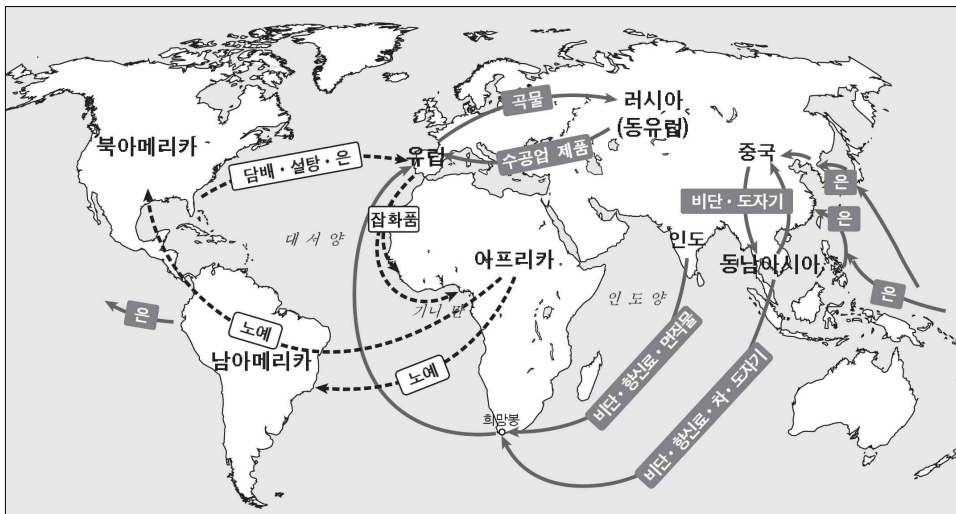 곡물
러시아
(동유럽)
북아메리카
유럽
수공업 제품
중국
담배·설탕·은
은
비단·도자기
잡화품
은
대서양
인도
아프리카
동남아시아
인도양
은
기니 만
은
노예
남아메리카
노예
비단·향신료·면직물
희망봉
비단·향신료·차·도자기